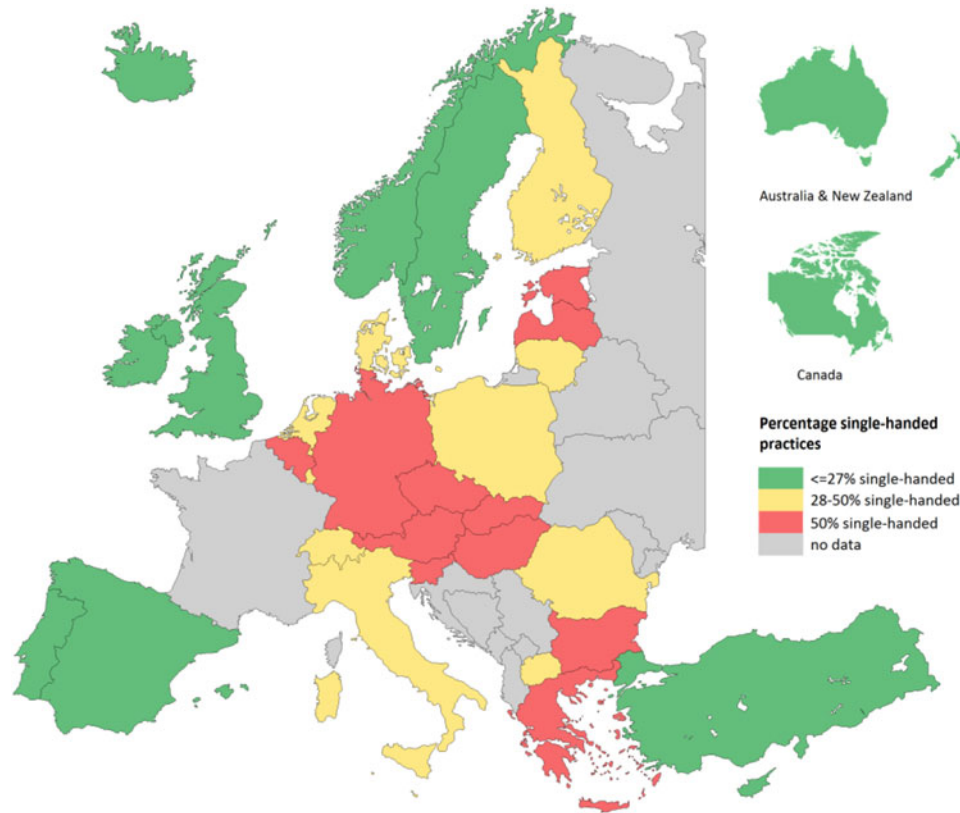 Australia & New Zealand
Canada
Percentage single-handed
practices
<=27% single-handed
28-50% single-handed
50% single-handed
no data